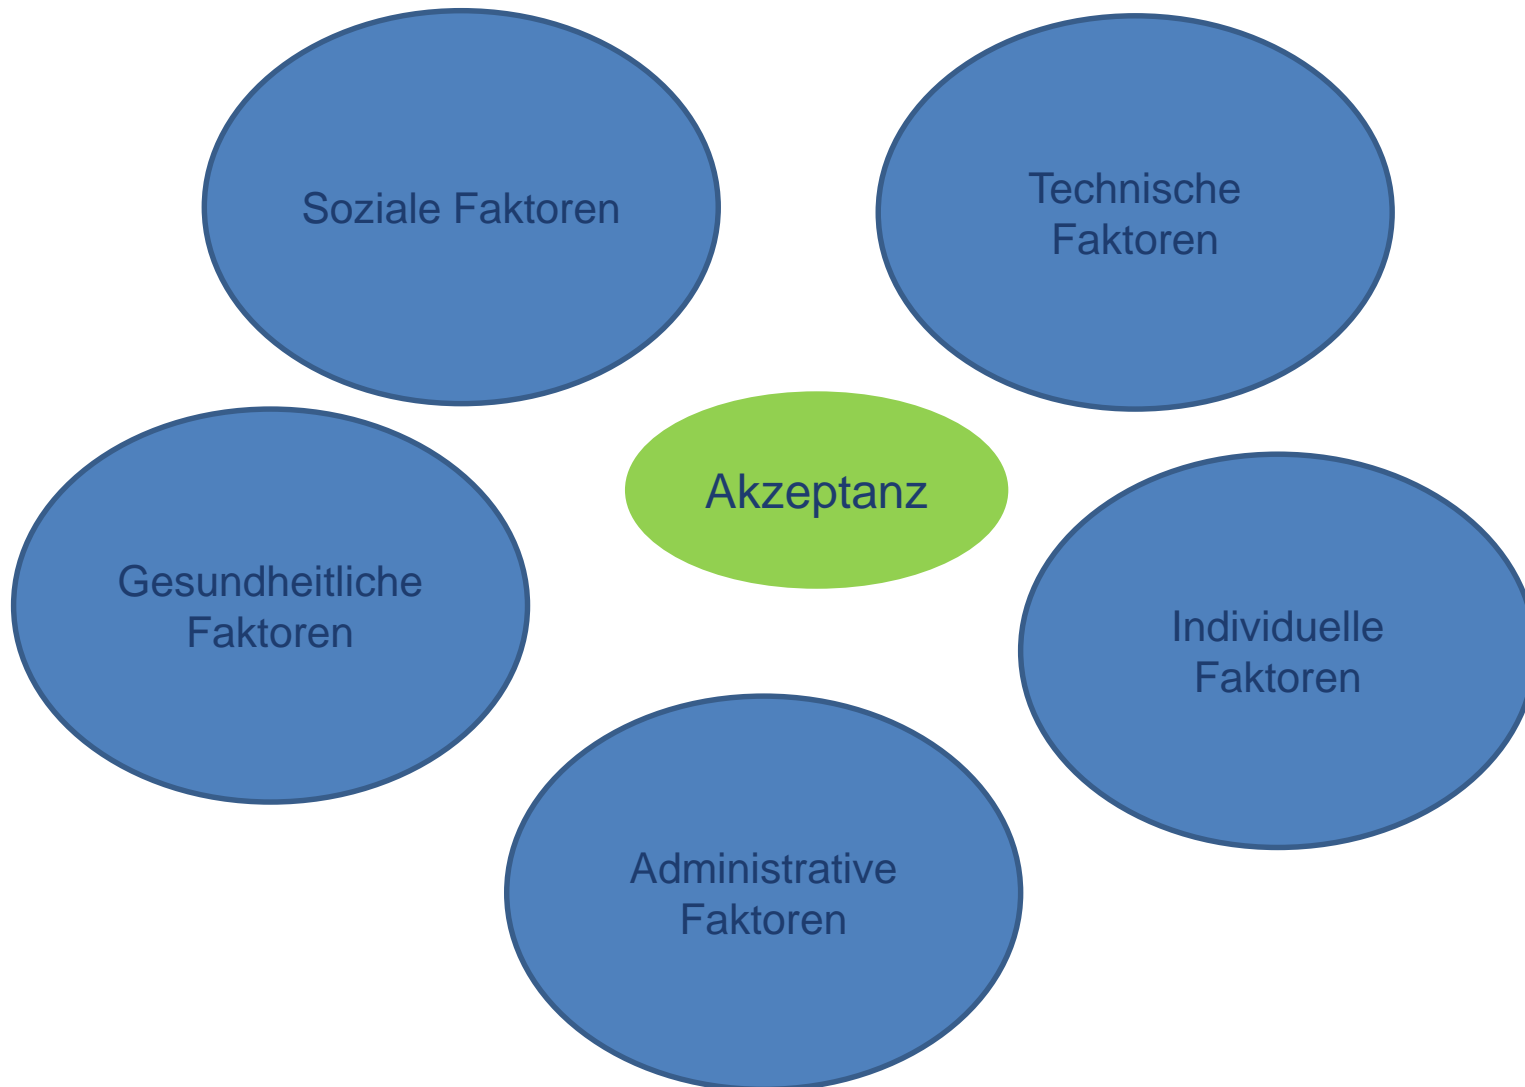 Soziale Faktoren
Technische
Faktoren
Akzeptanz
Gesundheitliche
Faktoren
Individuelle
Faktoren
Administrative
Faktoren